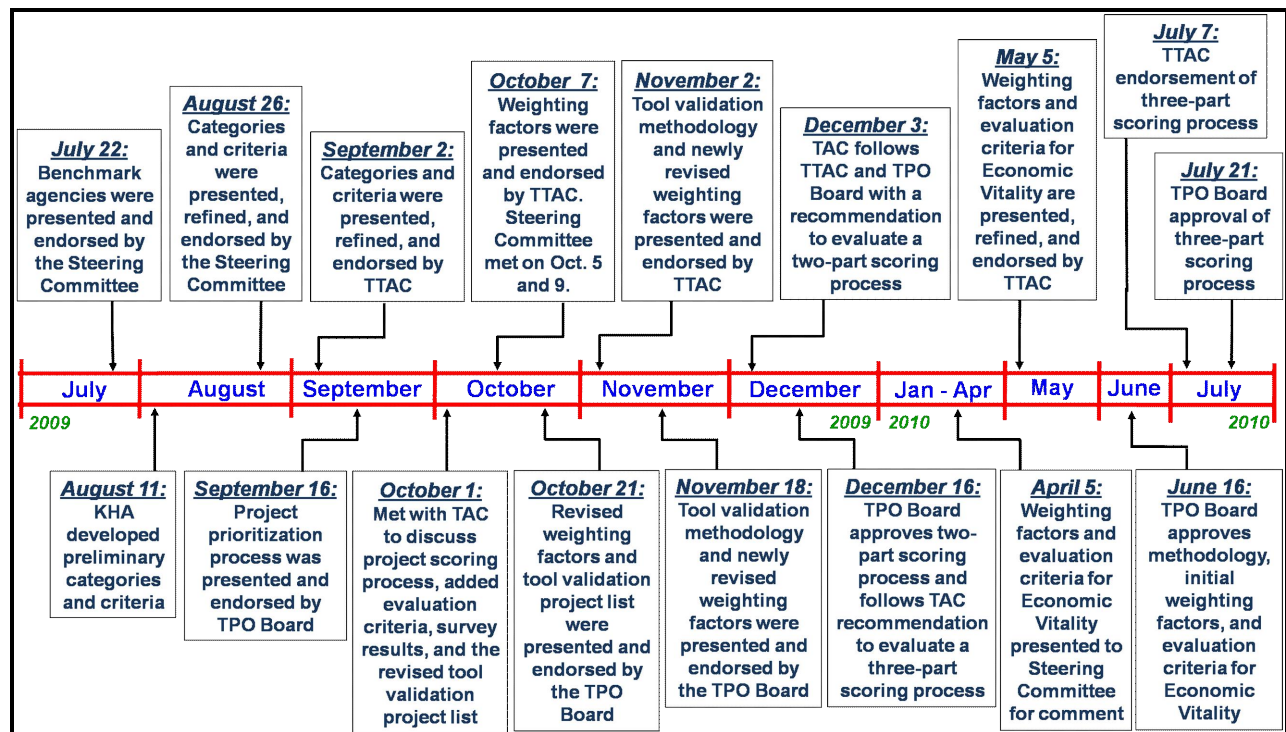 July 22:
Benchmark
agencies were
presented and
endorsed by
the Steering
Committee
August 26:
Categories
and criteria
were
presented,
refined, and
endorsed by
the Steering
Committee
September 2:
Categories and
criteria were
presented,
refined, and
endorsed by
TTAC
October 7:
Weighting
factors were
presented
and endorsed
by TTAC.
Steering
Committee
met on Oct. 5
and 9.
November 2:
Tool validation
methodology
and newly
revised
weighting
factors were
presented and
endorsed by
TTAC
December 3:
TAC follows
TTAC and TPO
Board with a
recommendation
to evaluate a
two-part scoring
process
May 5:
Weighting
factors and
evaluation
criteria for
Economic
Vitality are
presented,
refined, and
endorsed by
TTAC
July 7:
TTAC
endorsement of
three-part
scoring process
July 21:
TPO Board
approval of
three-part
scoring
process
July
August
September
October
November
December
Jan - Apr
May
June
July
2009
2009
2010
2010
August 11:
KHA
developed
preliminary
categories
and criteria
September 16:
Project
prioritization
process was
presented and
endorsed by
TPO Board
October 1:
Met with TAC
to discuss
project scoring
process, added
evaluation
criteria, survey
results, and the
revised tool
validation
project list
October 21:
Revised
weighting
factors and
tool validation
project list
were
presented and
endorsed by
the TPO
Board
November 18:
Tool validation
methodology
and newly
revised
weighting
factors were
presented and
endorsed by
the TPO Board
December 16:
TPO Board
approves two-
part scoring
process and
follows TAC
recommendation
to evaluate a
three-part
scoring process
April 5:
Weighting
factors and
evaluation
criteria for
Economic
Vitality
presented to
Steering
Committee
for comment
June 16:
TPO Board
approves
methodology,
initial
weighting
factors, and
evaluation
criteria for
Economic
Vitality